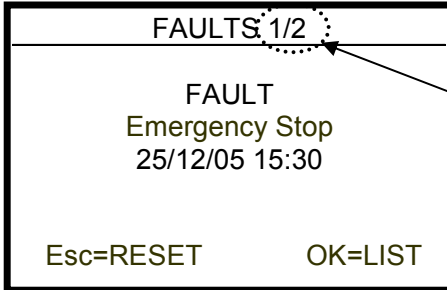 FAULTS 1/2
FAULT
Emergency Stop
25/12/05 15:30
Esc=RESET OK=LIST